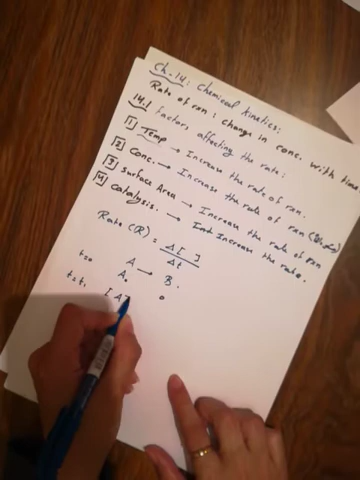 Ch.14: Chemical Kinetics:
Rate of rxn: change in conc. with time
14.1 Factors affecting the rate:
[1] Temp → Increase the rate of rxn.
[2] Conc. → Increase the rate of rxn
[3] Surface Area → Increase the rate of rxn
[4] Catalysis. → Increase the rate.
Rate (R) = Δ[ ] / Δt
A → B.
t=0 A. 0
t=t, [A]